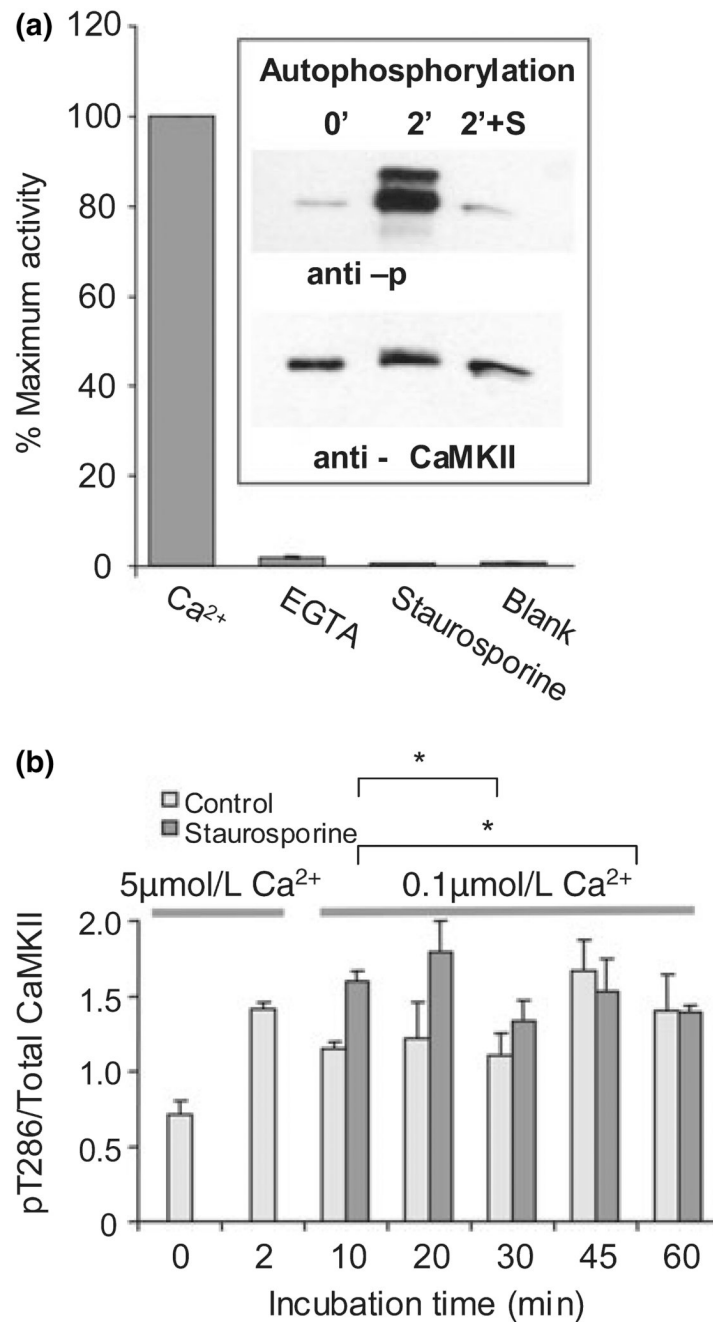 (a)
120
100
80
60
40
20
0
% Maximum activity
Autophosphorylation
0' 2' 2'+S
anti –p
anti - CaMKII
Ca²⁺ EGTA Staurosporine Blank
(b)
*
Control
Staurosporine
*
5μmol/L Ca²⁺ 0.1μmol/L Ca²⁺
2.0
1.5
1.0
0.5
0
pT286/Total CaMKII
0 2 10 20 30 45 60
Incubation time (min)